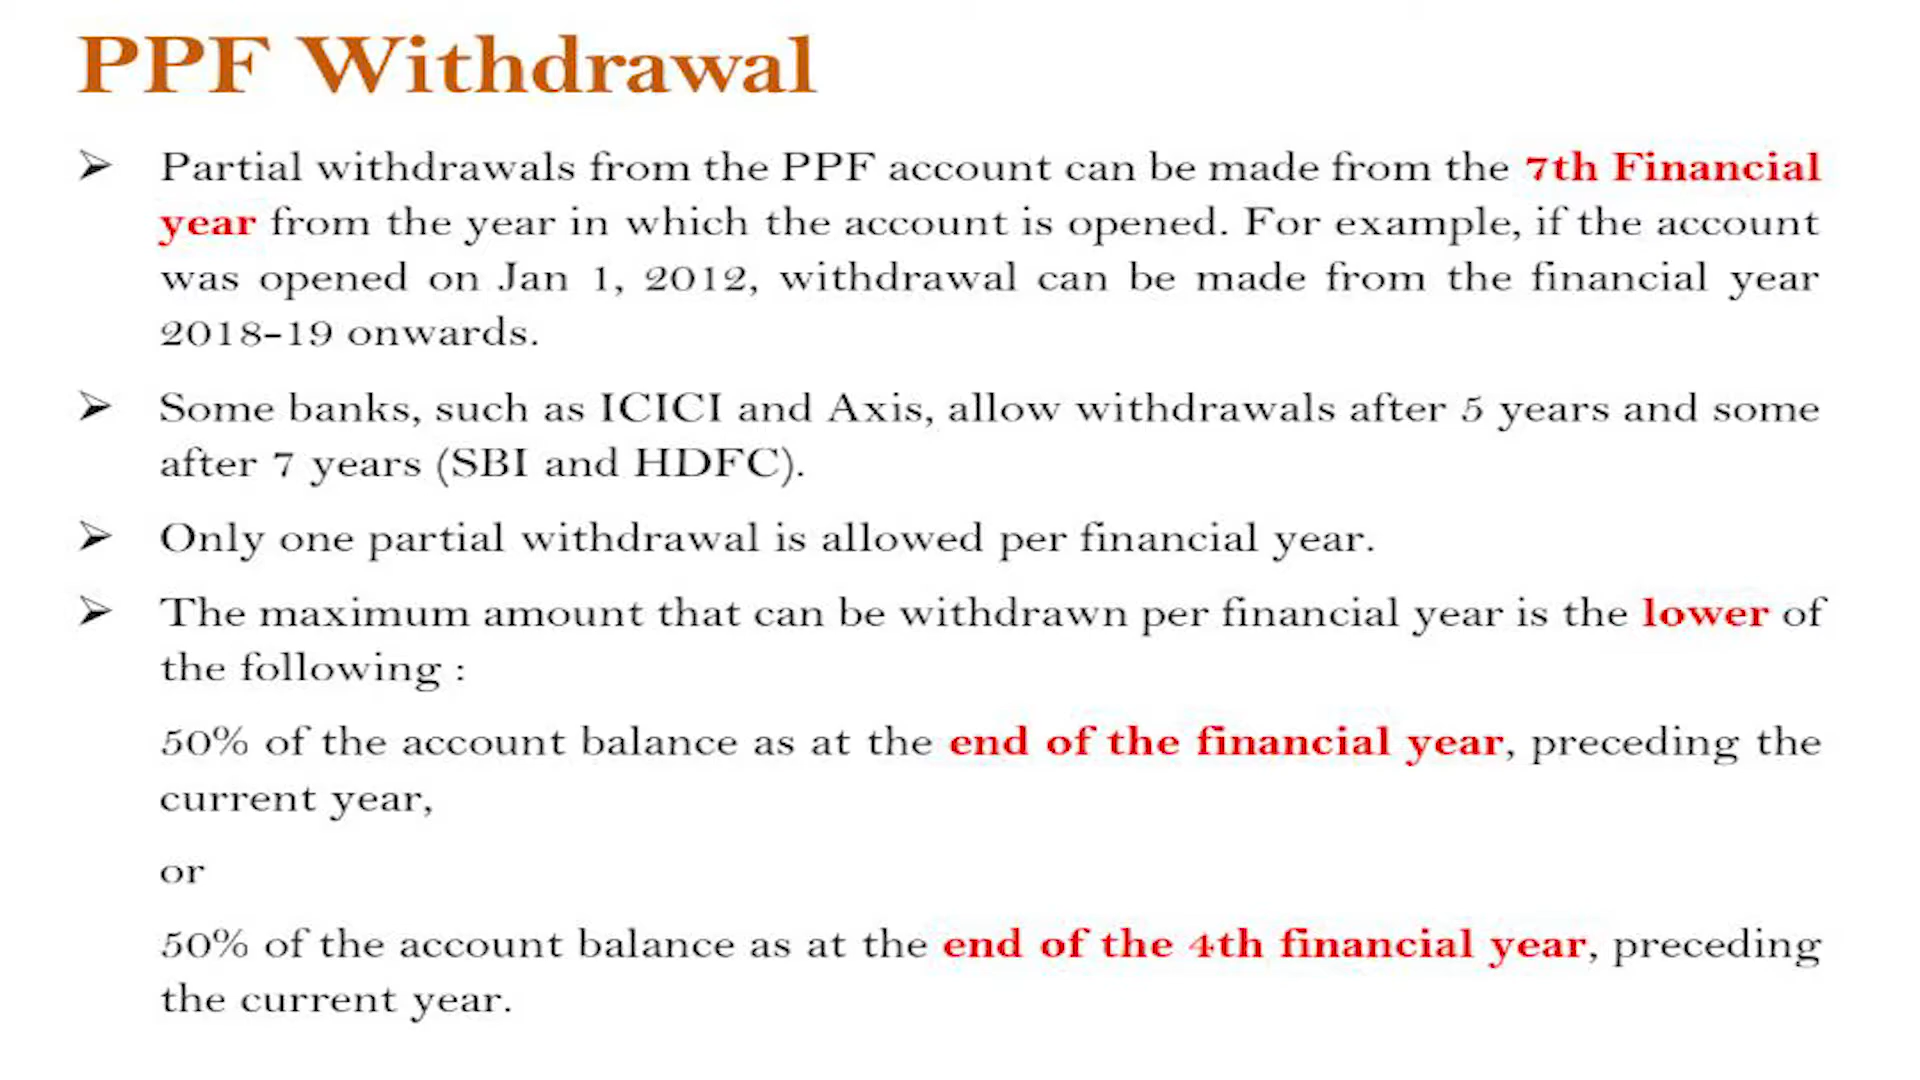 PPF Withdrawal
➢ Partial withdrawals from the PPF account can be made from the 7th Financial
year from the year in which the account is opened. For example, if the account
was opened on Jan 1, 2012, withdrawal can be made from the financial year
2018-19 onwards.
➢ Some banks, such as ICICI and Axis, allow withdrawals after 5 years and some
after 7 years (SBI and HDFC).
➢ Only one partial withdrawal is allowed per financial year.
➢ The maximum amount that can be withdrawn per financial year is the lower of
the following :
50% of the account balance as at the end of the financial year, preceding the
current year,
or
50% of the account balance as at the end of the 4th financial year, preceding
the current year.